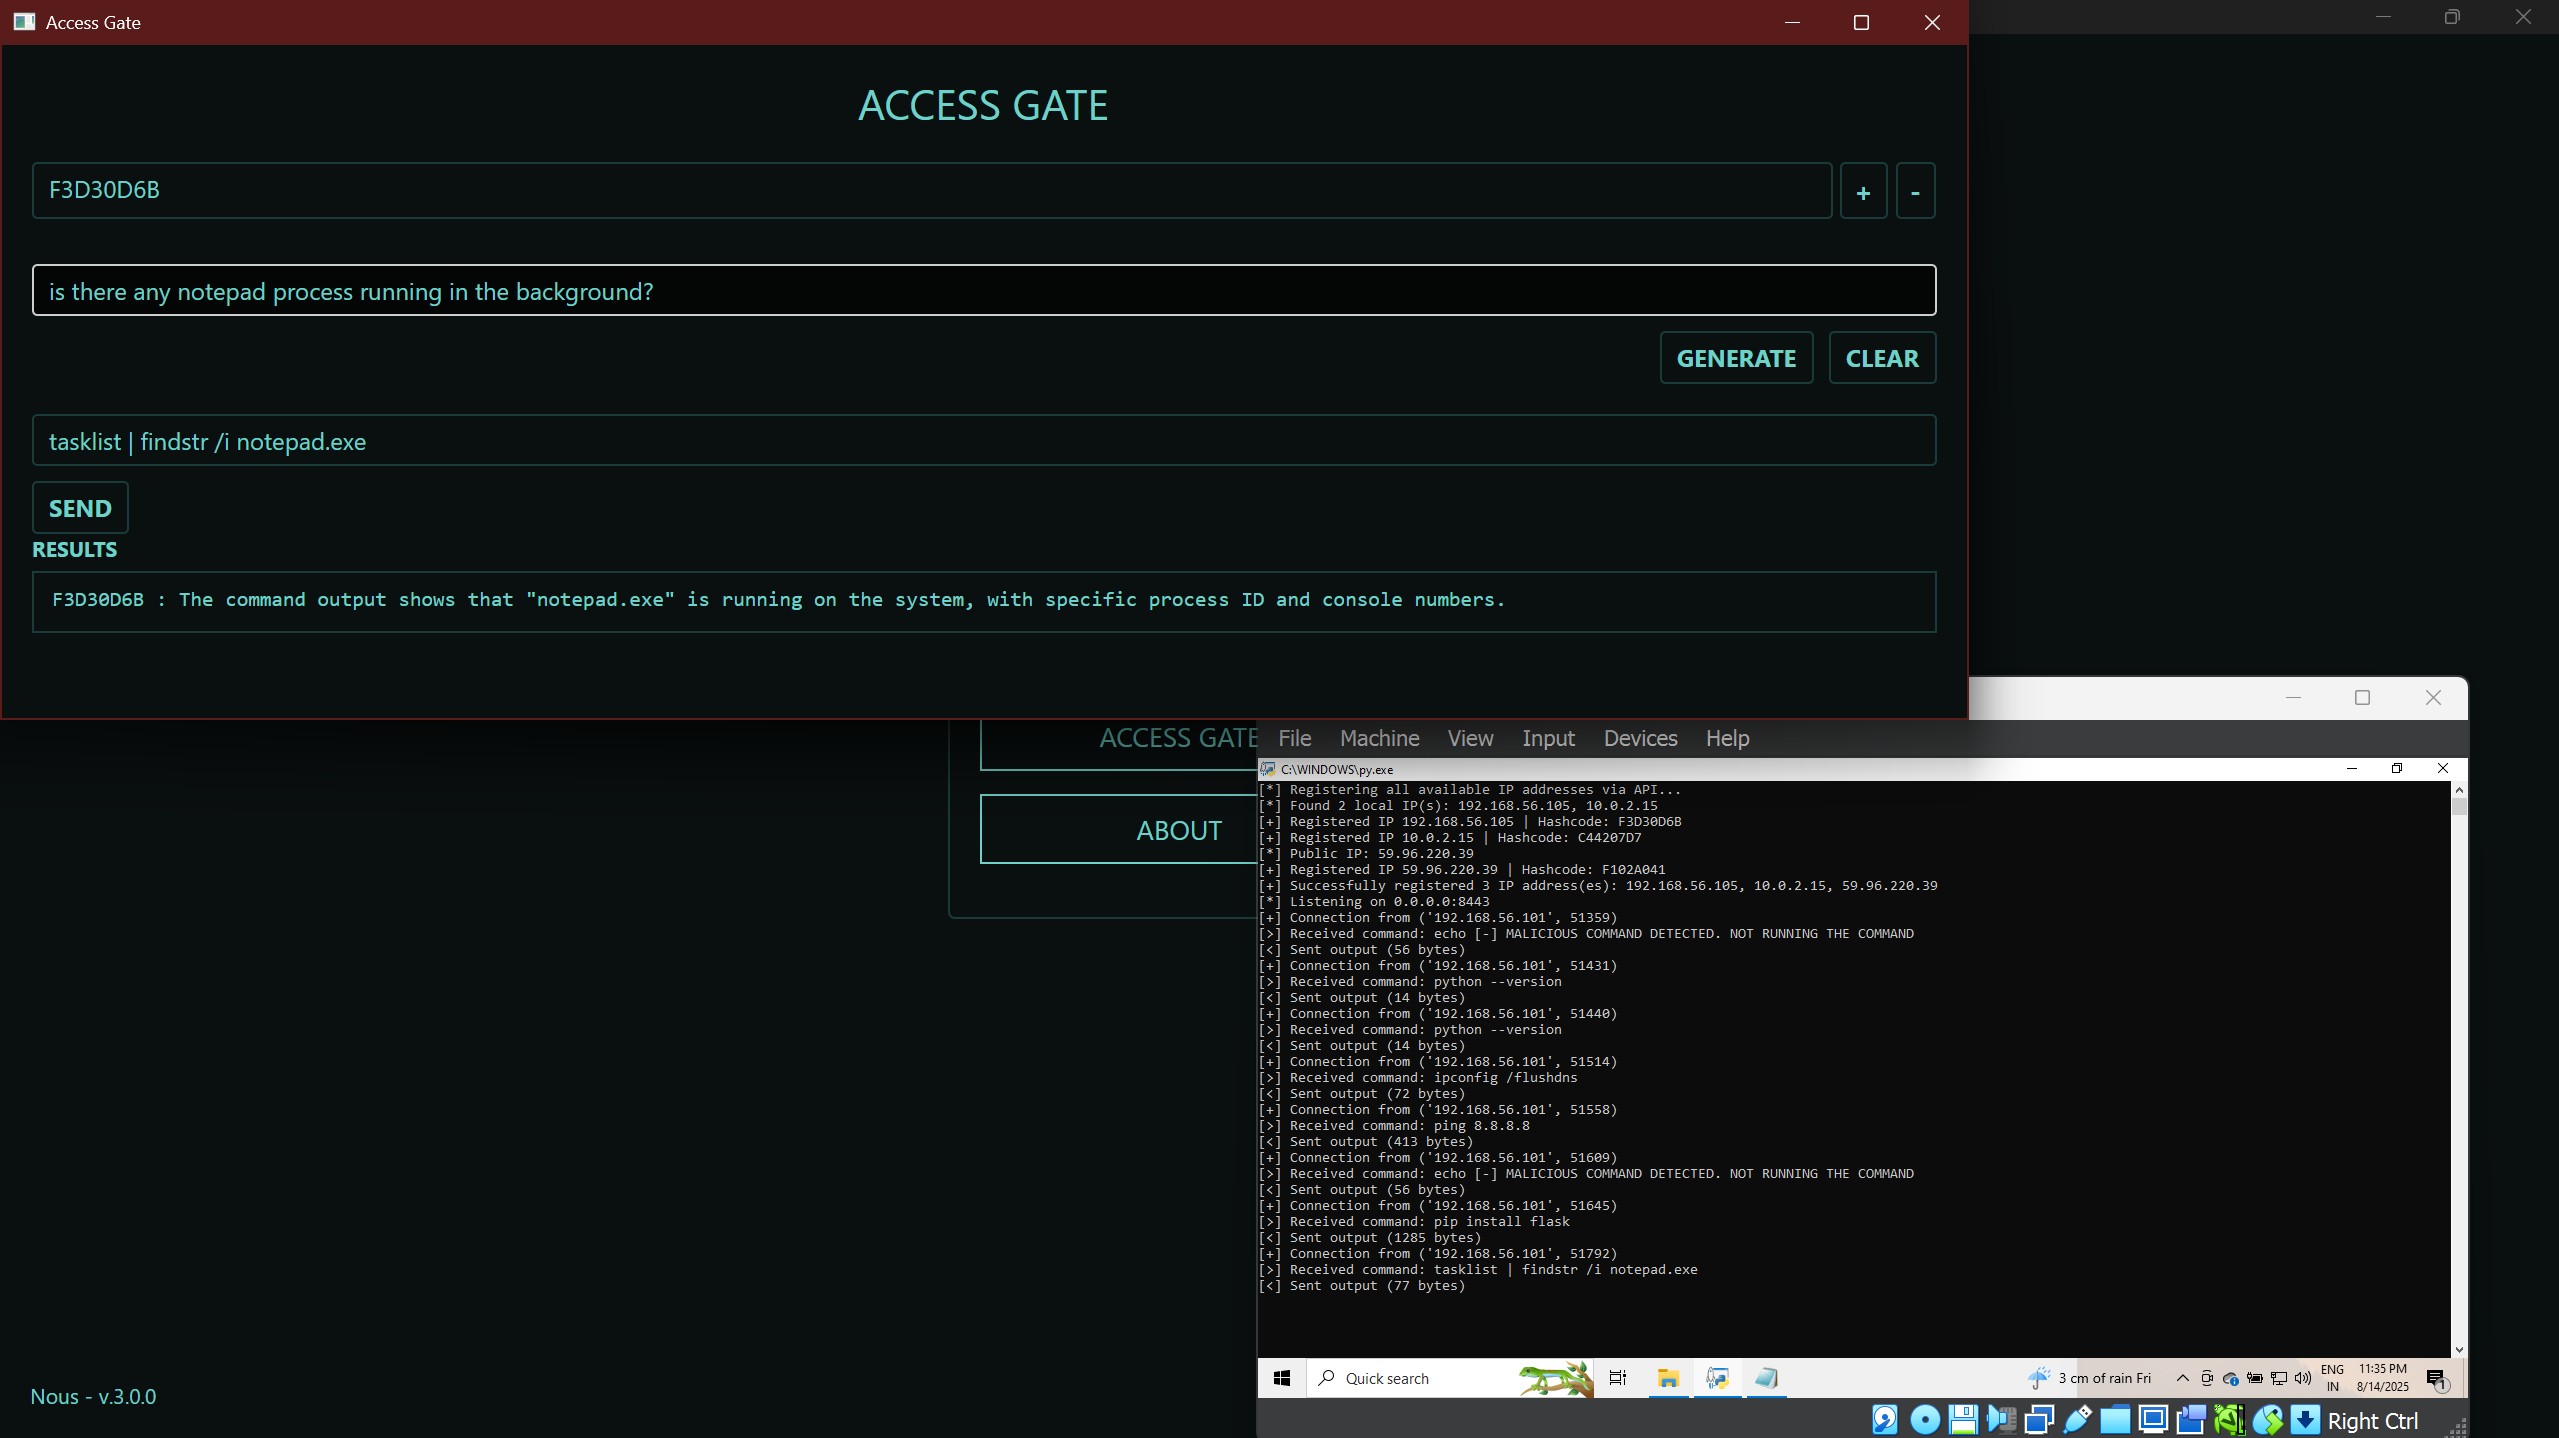 Access Gate
ACCESS GATE
F3D30D6B
+
-
is there any notepad process running in the background?
GENERATE
CLEAR
tasklist | findstr /i notepad.exe
SEND
RESULTS
F3D30D6B : The command output shows that "notepad.exe" is running on the system, with specific process ID and console numbers.
ACCESS GATE
ABOUT
Nous - v.3.0.0
File Machine View Input Devices Help
C:\WINDOWS\py.exe
[*] Registering all available IP addresses via API...
[*] Found 2 local IP(s): 192.168.56.105, 10.0.2.15
[+] Registered IP 192.168.56.105 | Hashcode: F3D30D6B
[+] Registered IP 10.0.2.15 | Hashcode: C44207D7
[*] Public IP: 59.96.220.39
[+] Registered IP 59.96.220.39 | Hashcode: F102A041
[+] Successfully registered 3 IP address(es): 192.168.56.105, 10.0.2.15, 59.96.220.39
[*] Listening on 0.0.0.0:8443
[+] Connection from ('192.168.56.101', 51359)
[>] Received command: echo [-] MALICIOUS COMMAND DETECTED. NOT RUNNING THE COMMAND
[<] Sent output (56 bytes)
[+] Connection from ('192.168.56.101', 51431)
[>] Received command: python --version
[<] Sent output (14 bytes)
[+] Connection from ('192.168.56.101', 51440)
[>] Received command: python --version
[<] Sent output (14 bytes)
[+] Connection from ('192.168.56.101', 51514)
[>] Received command: ipconfig /flushdns
[<] Sent output (72 bytes)
[+] Connection from ('192.168.56.101', 51558)
[>] Received command: ping 8.8.8.8
[<] Sent output (413 bytes)
[+] Connection from ('192.168.56.101', 51609)
[>] Received command: echo [-] MALICIOUS COMMAND DETECTED. NOT RUNNING THE COMMAND
[<] Sent output (56 bytes)
[+] Connection from ('192.168.56.101', 51645)
[>] Received command: pip install flask
[<] Sent output (1285 bytes)
[+] Connection from ('192.168.56.101', 51792)
[>] Received command: tasklist | findstr /i notepad.exe
[<] Sent output (77 bytes)
Quick search
3 cm of rain Fri
ENG
IN
11:35 PM
8/14/2025
1
Right Ctrl